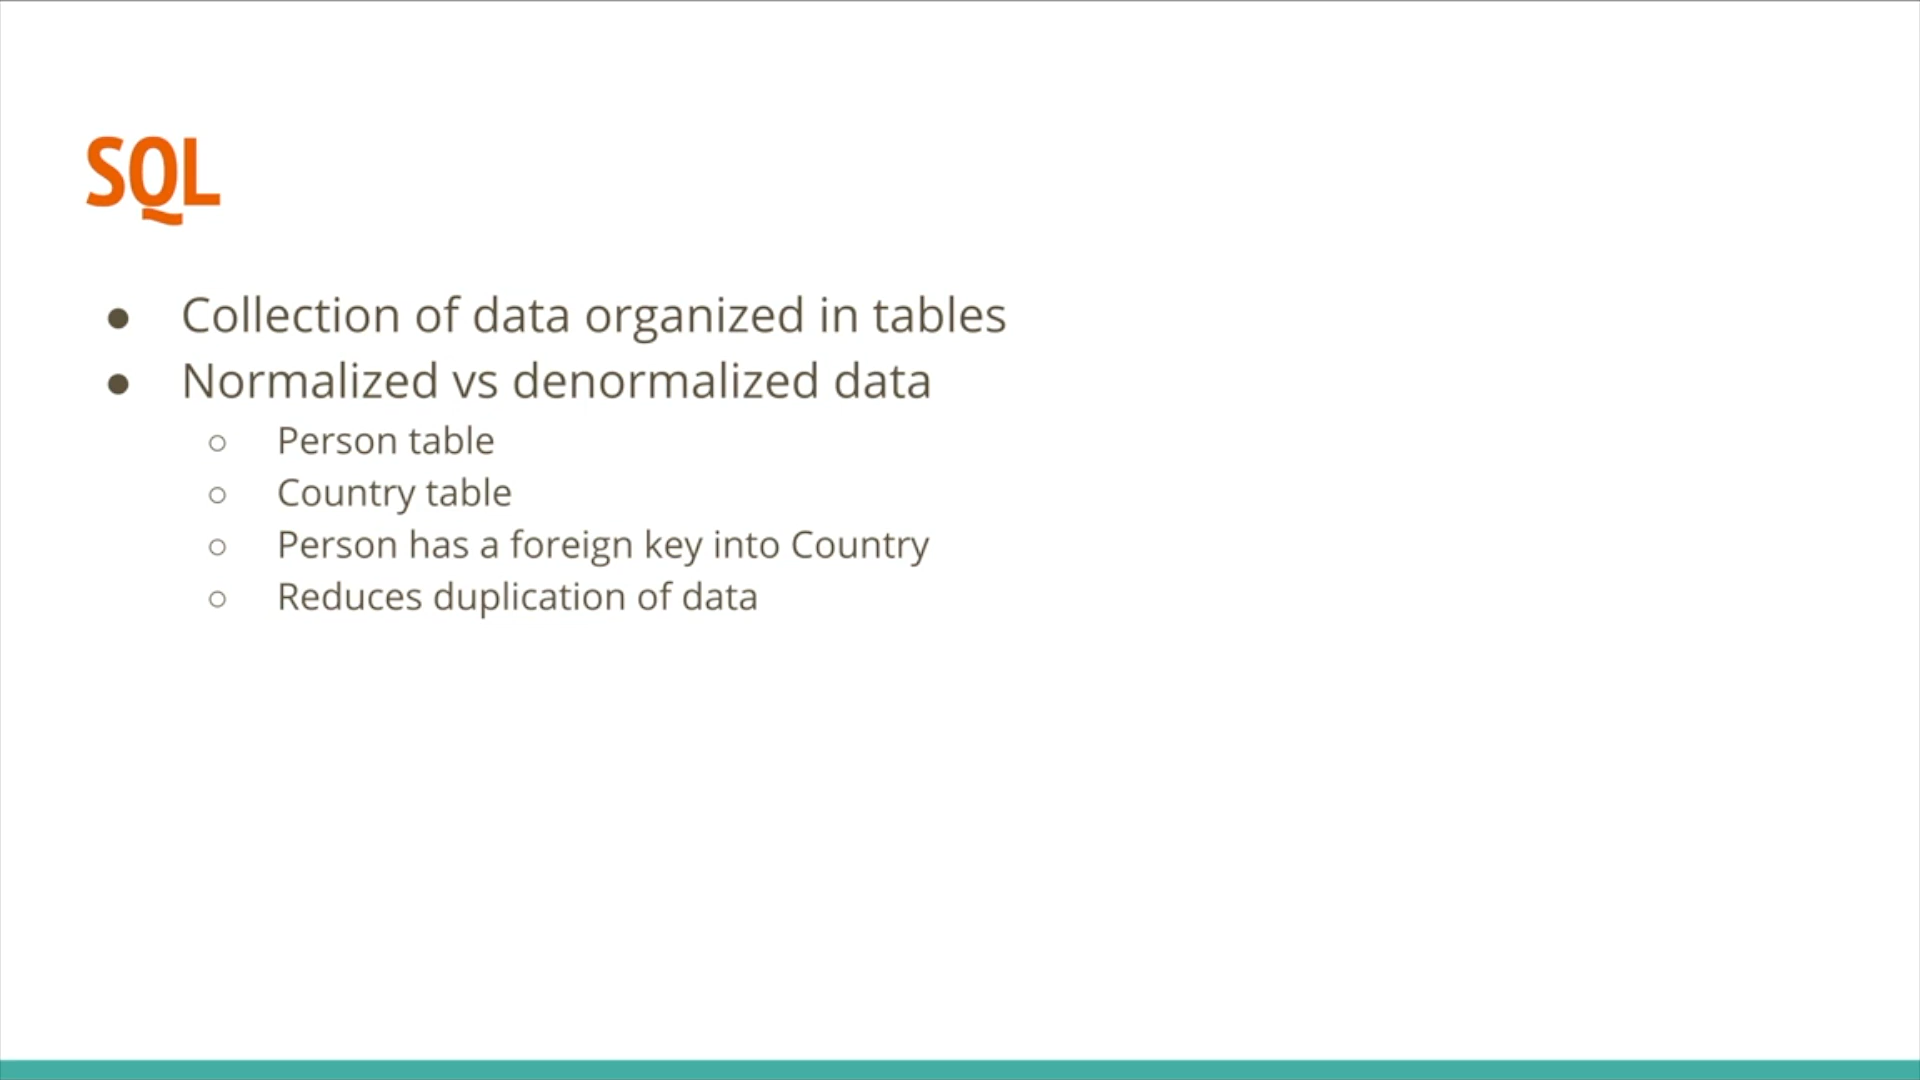 SQL
● Collection of data organized in tables
● Normalized vs denormalized data
○ Person table
○ Country table
○ Person has a foreign key into Country
○ Reduces duplication of data